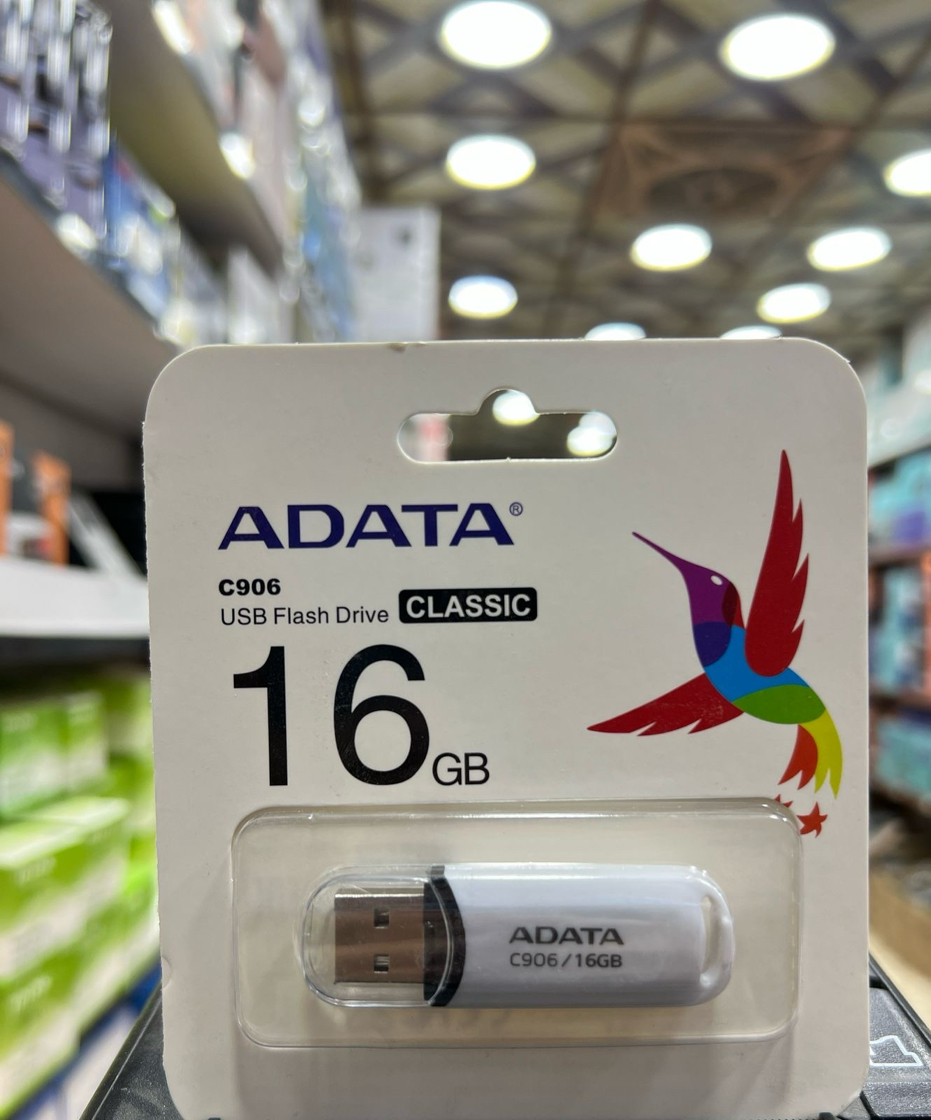 ADATA®
C906
USB Flash Drive CLASSIC
16GB
ADATA
C906/16GB